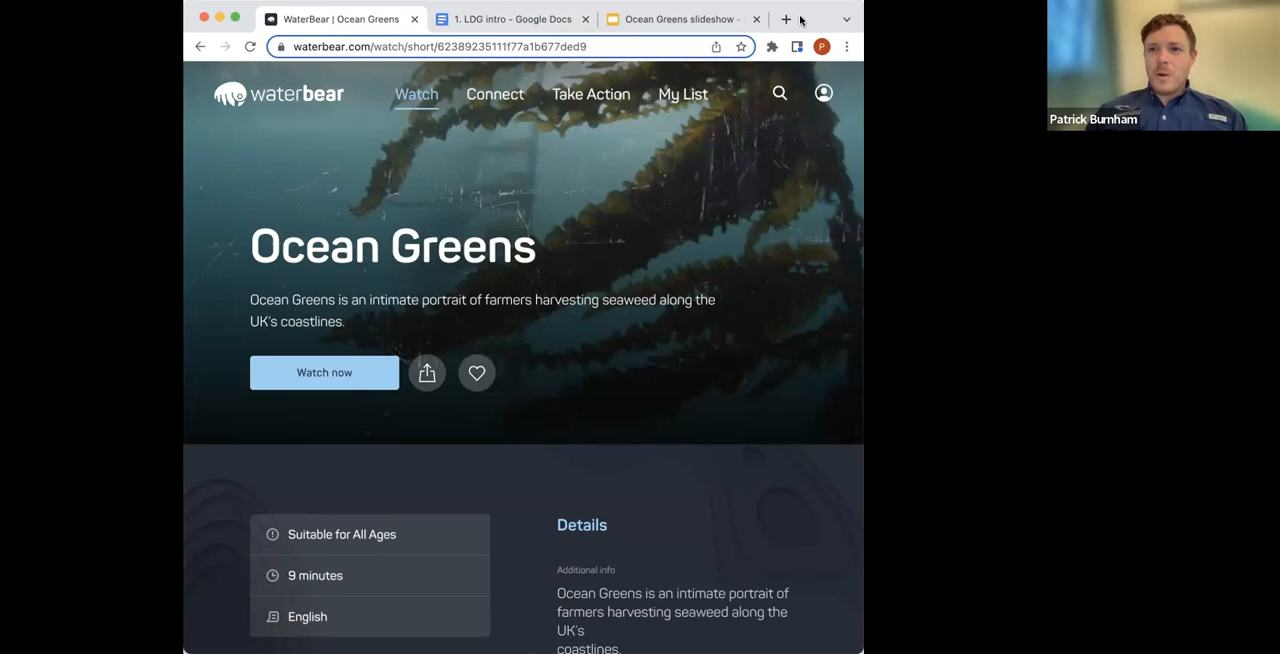 WaterBear | Ocean Greens
1. LDG intro - Google Docs
Ocean Greens slideshow -
waterbear.com/watch/short/62389235111f77a1b677ded9
P
waterbear
Watch
Connect
Take Action
My List
Ocean Greens
Ocean Greens is an intimate portrait of farmers harvesting seaweed along the
UK's coastlines.
Watch now
Suitable for All Ages
9 minutes
English
Details
Additional info
Ocean Greens is an intimate portrait of
farmers harvesting seaweed along the
UK's
coastlines.
Patrick Burnham